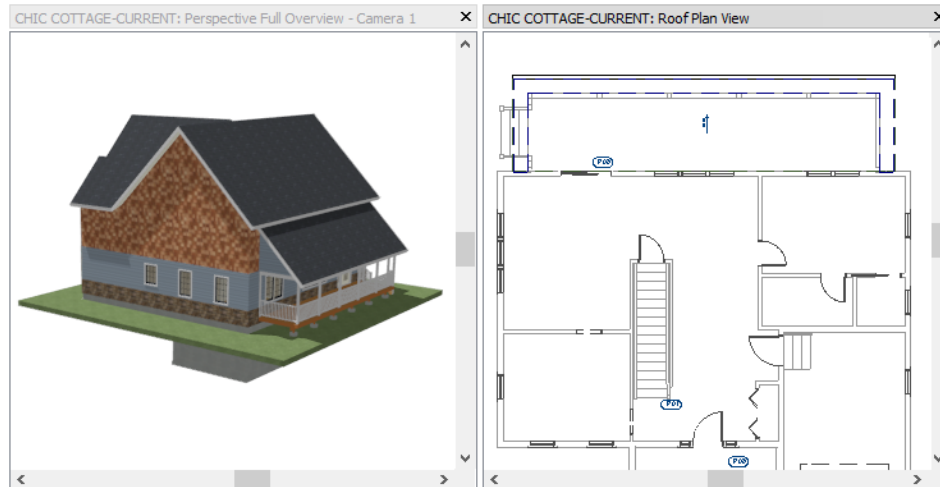 CHIC COTTAGE-CURRENT: Perspective Full Overview - Camera 1
CHIC COTTAGE-CURRENT: Roof Plan View